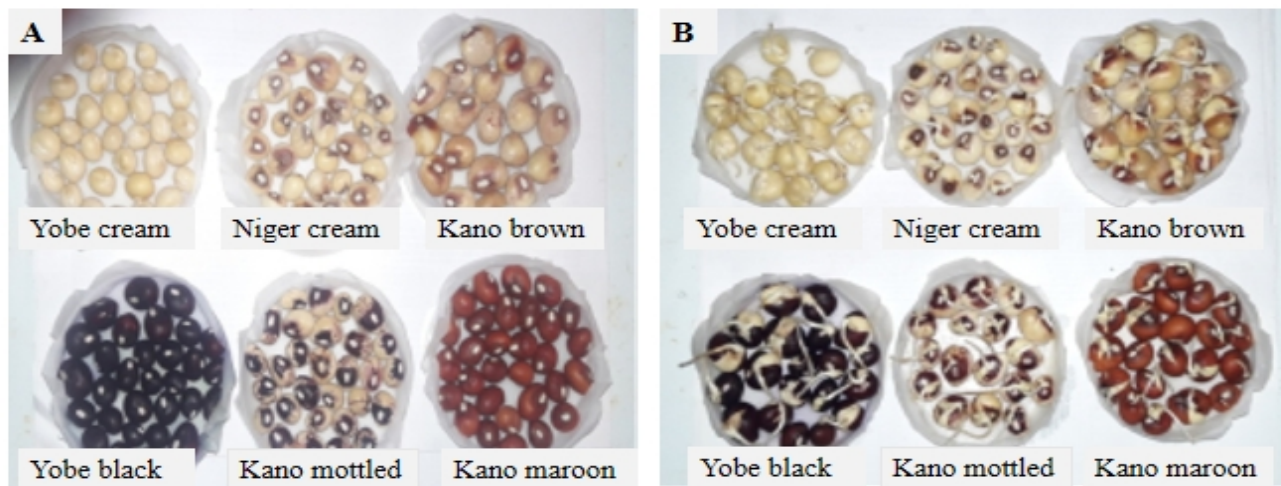 A
Yobe cream
Niger cream
Kano brown
Yobe black
Kano mottled
Kano maroon
B
Yobe cream
Niger cream
Kano brown
Yobe black
Kano mottled
Kano maroon